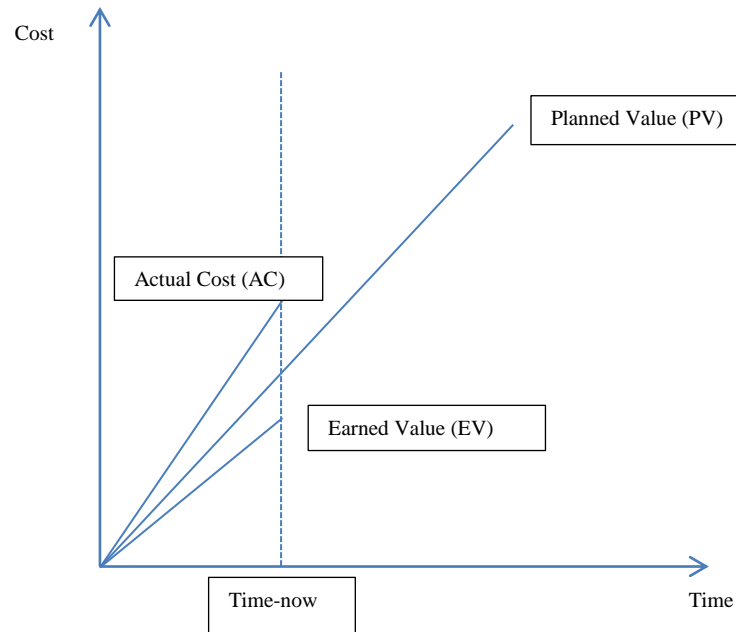 Cost
Planned Value (PV)
Actual Cost (AC)
Earned Value (EV)
Time-now
Time